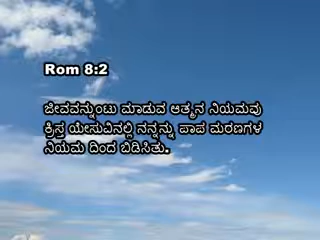 Rom 8:2
ಜೀವವನ್ನುಂಟು ಮಾಡುವ ಆತ್ಮನ ನಿಯಮವು
ಕ್ರಿಸ್ತ ಯೇಸುವಿನಲ್ಲಿ ನನ್ನನ್ನು ಪಾಪ ಮರಣಗಳ
ನಿಯಮ ದಿಂದ ಬಿಡಿಸಿತು.